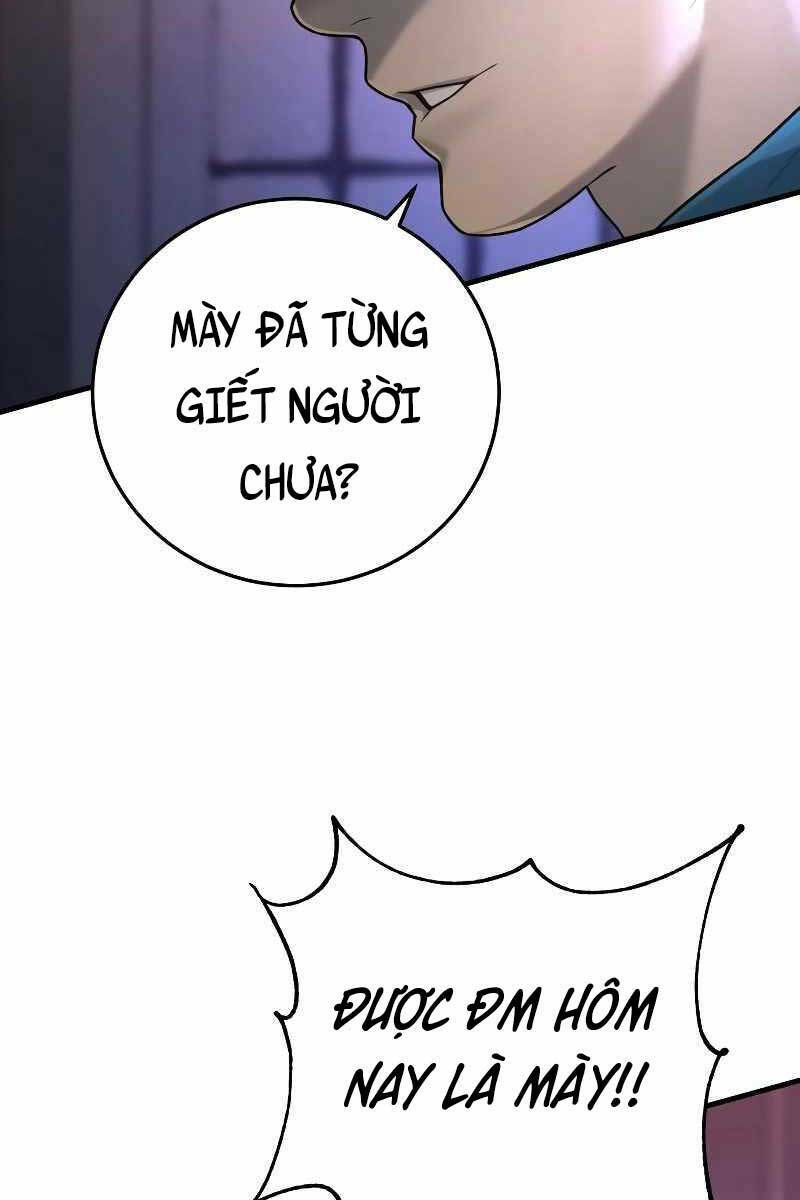 MÀY ĐÃ TỪNG
GIẾT NGƯỜI
CHƯA?
ĐƯỢC ĐM HÔM
NAY LÀ MÀY!!